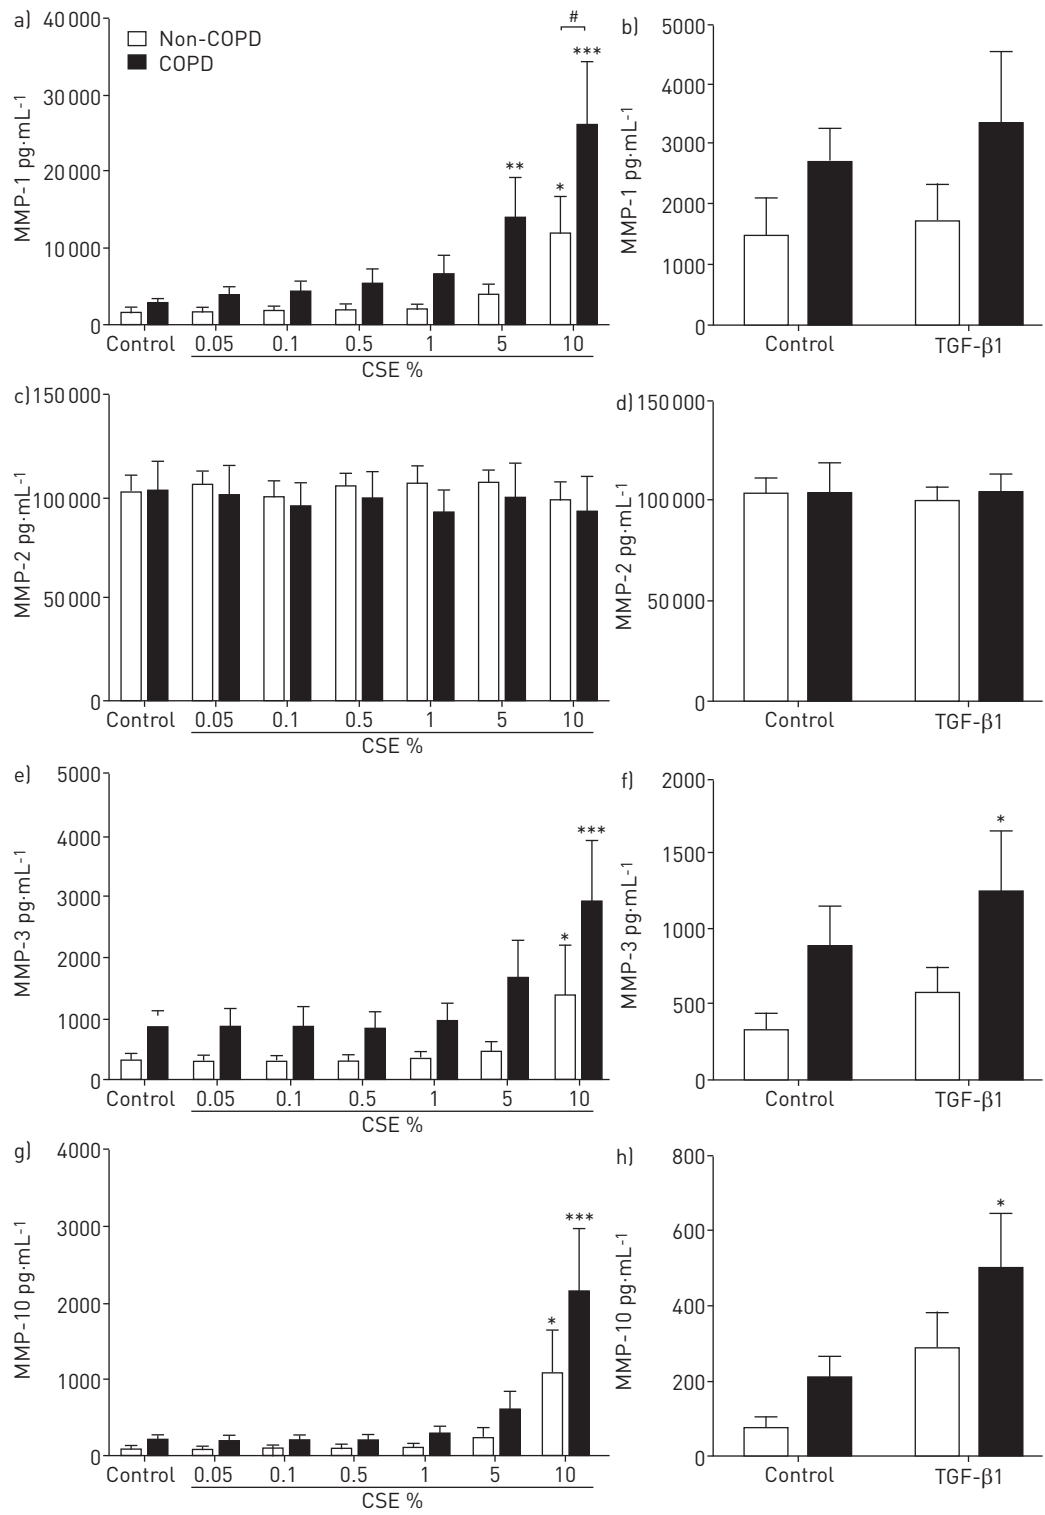 a)
40 000
30 000
20 000
10 000
0
MMP-1 pg·mL-1
Non-COPD
COPD
#
***
**
*
Control 0.05 0.1 0.5 1 5 10
CSE %
b)
5000
4000
3000
2000
1000
0
MMP-1 pg·mL-1
Control TGF-β1
c)
150 000
100 000
50 000
0
MMP-2 pg·mL-1
Control 0.05 0.1 0.5 1 5 10
CSE %
d)
150 000
100 000
50 000
0
MMP-2 pg·mL-1
Control TGF-β1
e)
5000
4000
3000
2000
1000
0
MMP-3 pg·mL-1
***
*
Control 0.05 0.1 0.5 1 5 10
CSE %
f)
2000
1500
1000
500
0
MMP-3 pg·mL-1
*
Control TGF-β1
g)
4000
3000
2000
1000
0
MMP-10 pg·mL-1
***
*
Control 0.05 0.1 0.5 1 5 10
CSE %
h)
800
600
400
200
0
MMP-10 pg·mL-1
*
Control TGF-β1